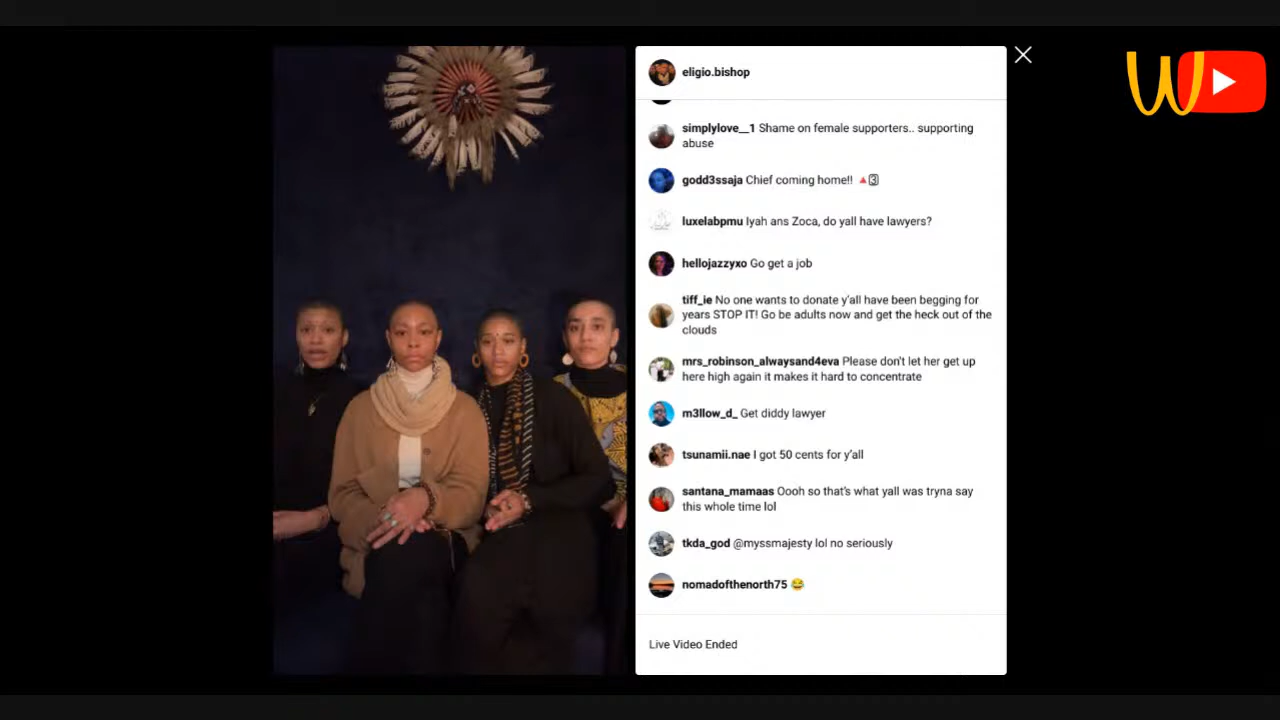 eligio.bishop
simplylove__1 Shame on female supporters.. supporting
abuse
godd3ssaja Chief coming home!! 🔺3️⃣
luxelabpmu Iyah ans Zoca, do yall have lawyers?
hellojazzyxo Go get a job
tiff_ie No one wants to donate y'all have been begging for
years STOP IT! Go be adults now and get the heck out of the
clouds
mrs_robinson_alwaysand4eva Please don't let her get up
here high again it makes it hard to concentrate
m3llow_d_ Get diddy lawyer
tsunamii.nae I got 50 cents for y'all
santana_mamaas Oooh so that's what yall was tryna say
this whole time lol
tkda_god @myssmajesty lol no seriously
nomadofthenorth75 😂
Live Video Ended
W